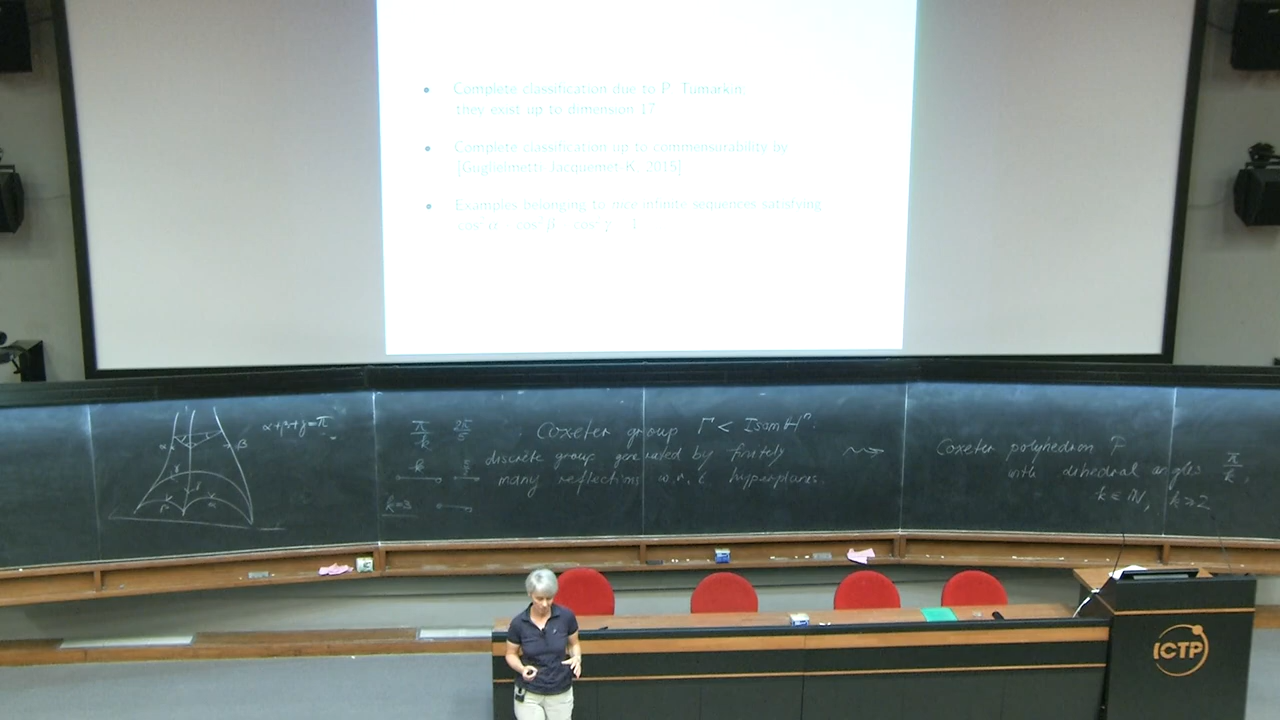 • Complete classification due to P. Tumarkin:
they exist up to dimension 17
• Complete classification up to commensurability by
[Guglielmetti-Jacquemet-K, 2015]
• Examples belonging to nice infinite sequences satisfying
α+β+γ=π
α
β
π/k 2π/5
k
k=3
Coxeter group Γ < Isom Hⁿ:
discrete group generated by finitely
many reflections w.r.t. hyperplanes.
⇝
Coxeter polyhedron P
with dihedral angles π/k,
k ∈ ℕ, k ⩾ 2
ICTP